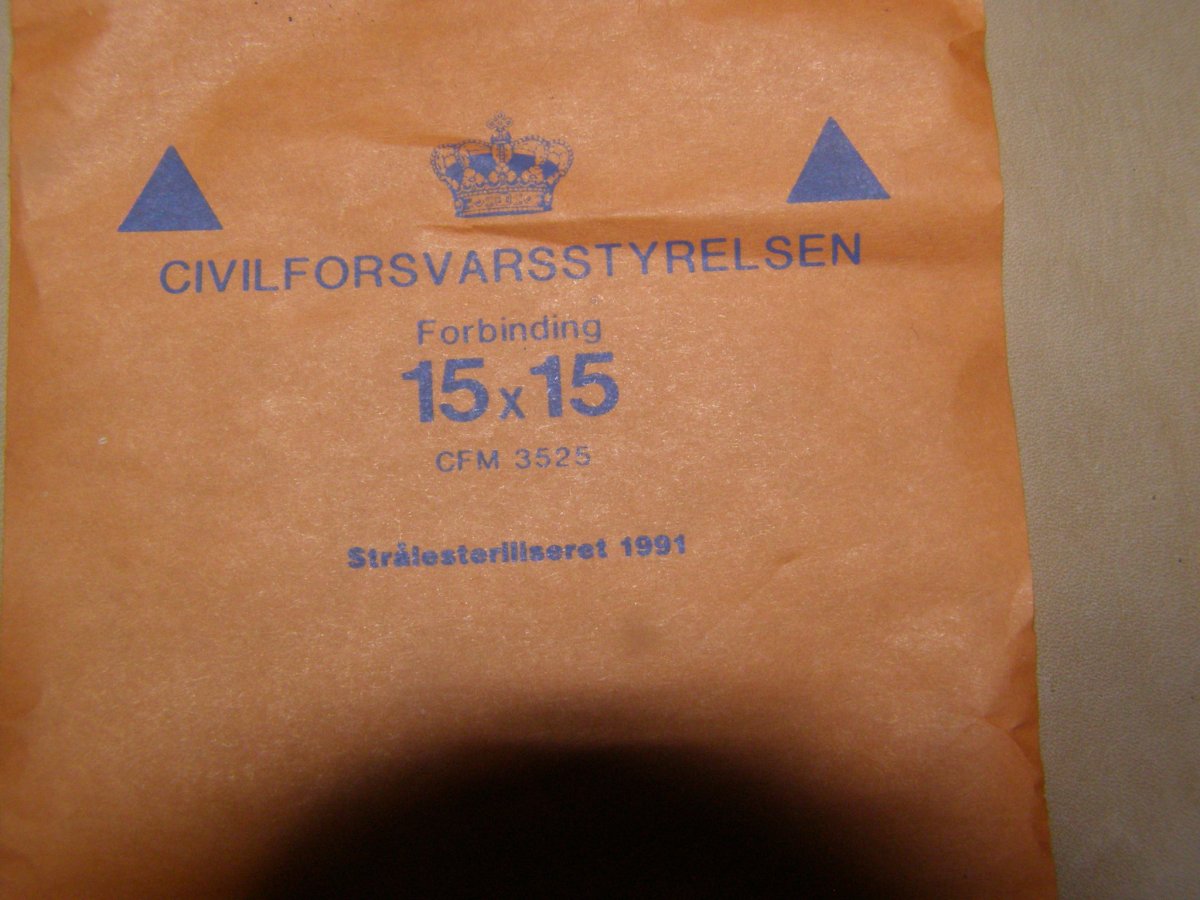 CIVILFORSVARSSTYRELSEN
Forbinding
15x15
CFM 3525
Strålesteriliseret 1991